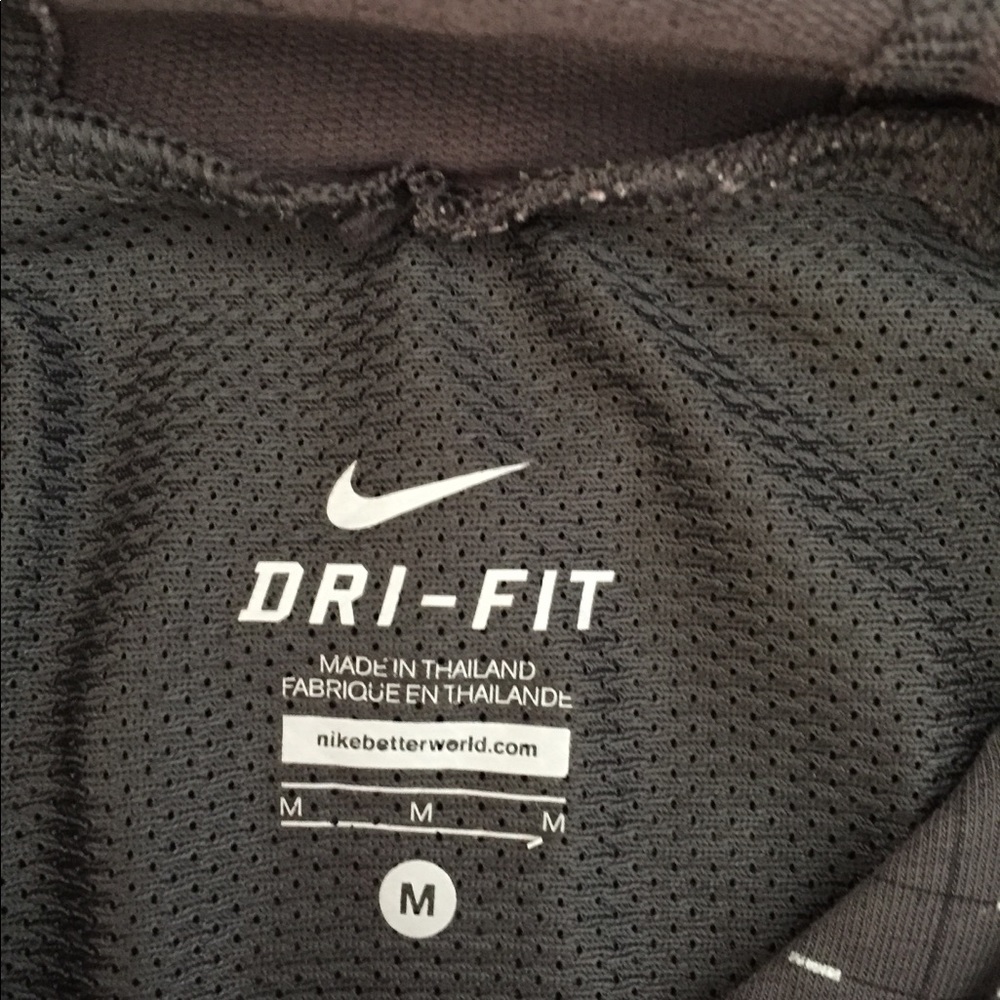 DRI-FIT
MADE IN THAILAND
FABRIQUE EN THAILANDE
nikebetterworld.com
M M M
M